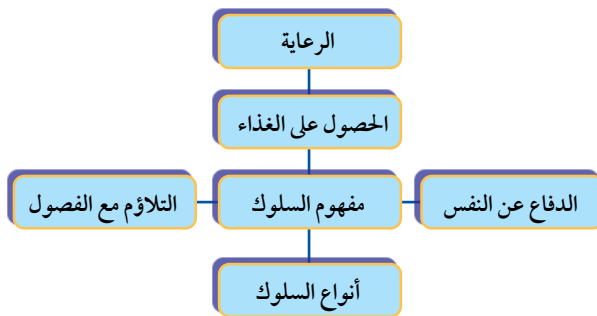 الرعاية
الحصول على الغذاء
الدفاع عن النفس
مفهوم السلوك
التلاؤم مع الفصول
أنواع السلوك